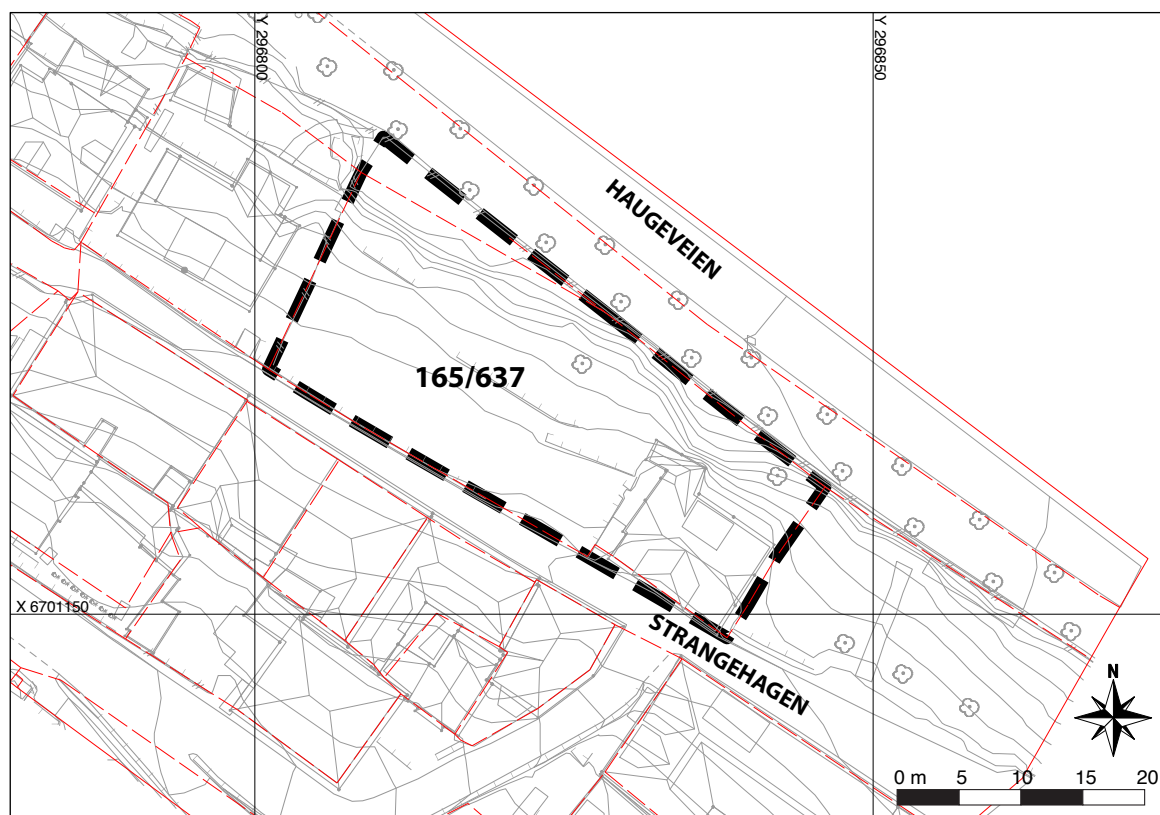 Y 296800
Y 296850
HAUGEVEIEN
165/637
X 6701150
STRANGEHAGEN
N
0 m 5 10 15 20